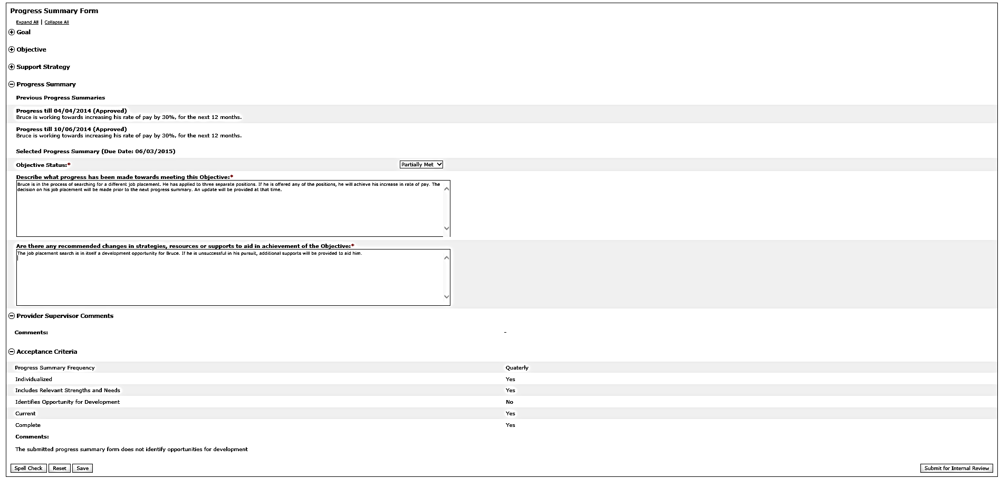 Progress Summary Form
Expand All | Collapse All
Goal
Objective
Support Strategy
Progress Summary
Previous Progress Summaries
Progress till 04/04/2014 (Approved)
Bruce is working towards increasing his rate of pay by 30%, for the next 12 months.
Progress till 10/06/2014 (Approved)
Bruce is working towards increasing his rate of pay by 30%, for the next 12 months.
Selected Progress Summary (Due Date: 06/03/2015)
Objective Status:* Partially Met
Describe what progress has been made towards meeting this Objective:*
Bruce is in the process of searching for a different job placement. He has applied to three separate positions. If he is offered any of the positions, he will achieve his increase in rate of pay. The
decision on his job placement will be made prior to the next progress summary. An update will be provided at that time.
Are there any recommended changes in strategies, resources or supports to aid in achievement of the Objective:*
The job placement search is in itself a development opportunity for Bruce. If he is unsuccessful in his pursuit, additional supports will be provided to aid him.
Provider Supervisor Comments
Comments: -
Acceptance Criteria
Progress Summary Frequency Quaterly
Individualized Yes
Includes Relevant Strengths and Needs Yes
Identifies Opportunity for Development No
Current Yes
Complete Yes
Comments:
The submitted progress summary form does not identify opportunities for development
Spell Check Reset Save Submit for Internal Review